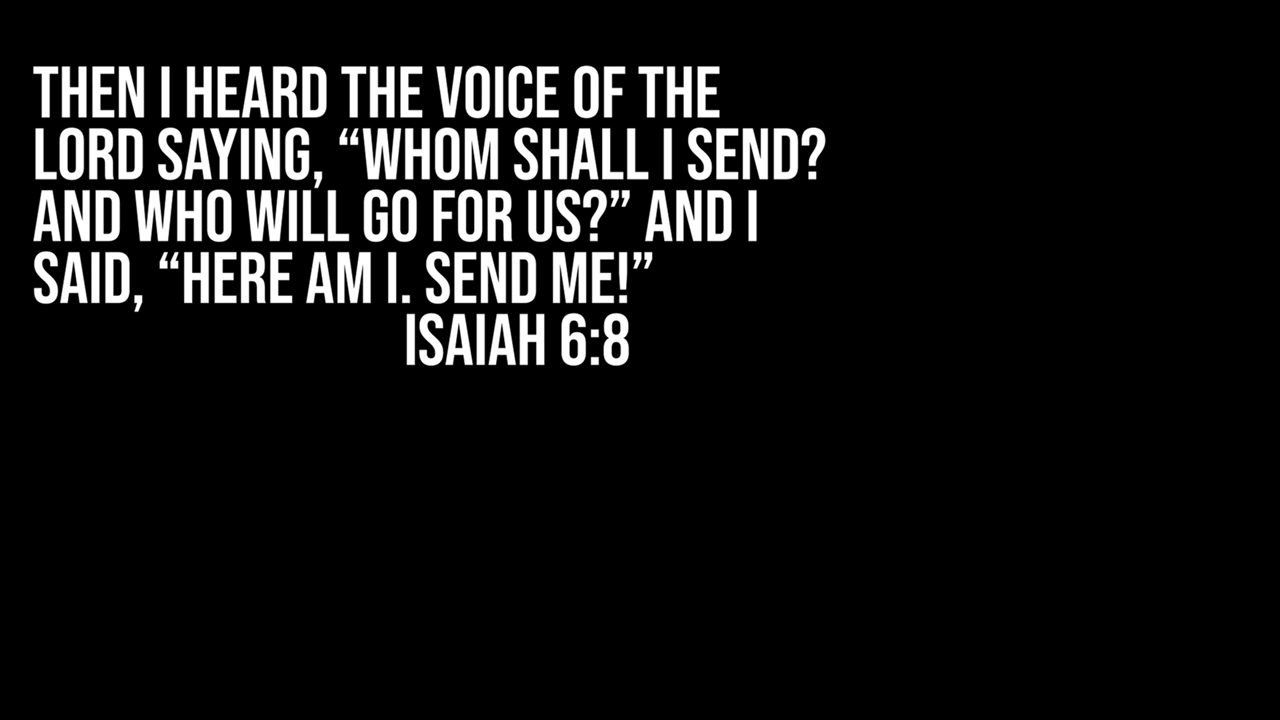 THEN I HEARD THE VOICE OF THE
LORD SAYING, “WHOM SHALL I SEND?
AND WHO WILL GO FOR US?” AND I
SAID, “HERE AM I. SEND ME!”
ISAIAH 6:8